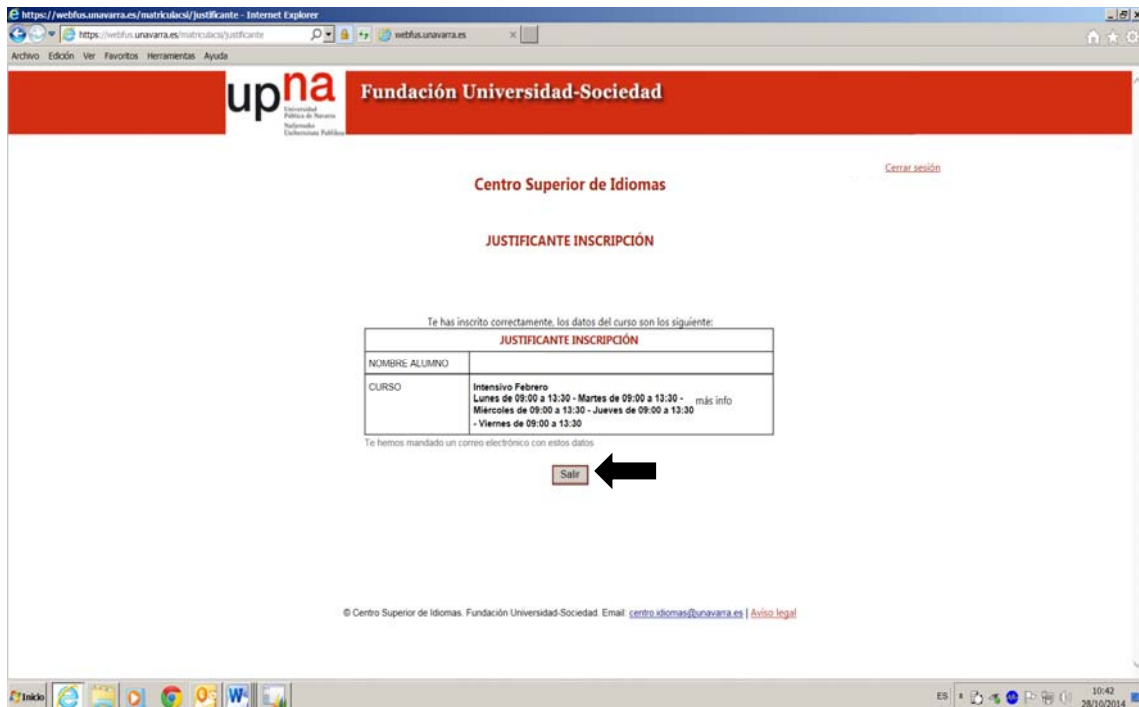 https://webfus.unavarra.es/matriculacsi/justificante - Internet Explorer
https://webfus.unavarra.es/matriculacsi/justificante
webfus.unavarra.es
Archivo Edición Ver Favoritos Herramientas Ayuda
upna
Universidad
Pública de Navarra
Nafarroako
Unibertsitate Publikoa
Fundación Universidad-Sociedad
Cerrar sesión
Centro Superior de Idiomas
JUSTIFICANTE INSCRIPCIÓN
Te has inscrito correctamente, los datos del curso son los siguiente:
JUSTIFICANTE INSCRIPCIÓN
NOMBRE ALUMNO
CURSO
Intensivo Febrero
Lunes de 09:00 a 13:30 - Martes de 09:00 a 13:30 -
Miércoles de 09:00 a 13:30 - Jueves de 09:00 a 13:30
- Viernes de 09:00 a 13:30
más info
Te hemos mandado un correo electrónico con estos datos
Salir
© Centro Superior de Idiomas. Fundación Universidad-Sociedad. Email: centro.idiomas@unavarra.es | Aviso legal
Inicio
ES
10:42
28/10/2014